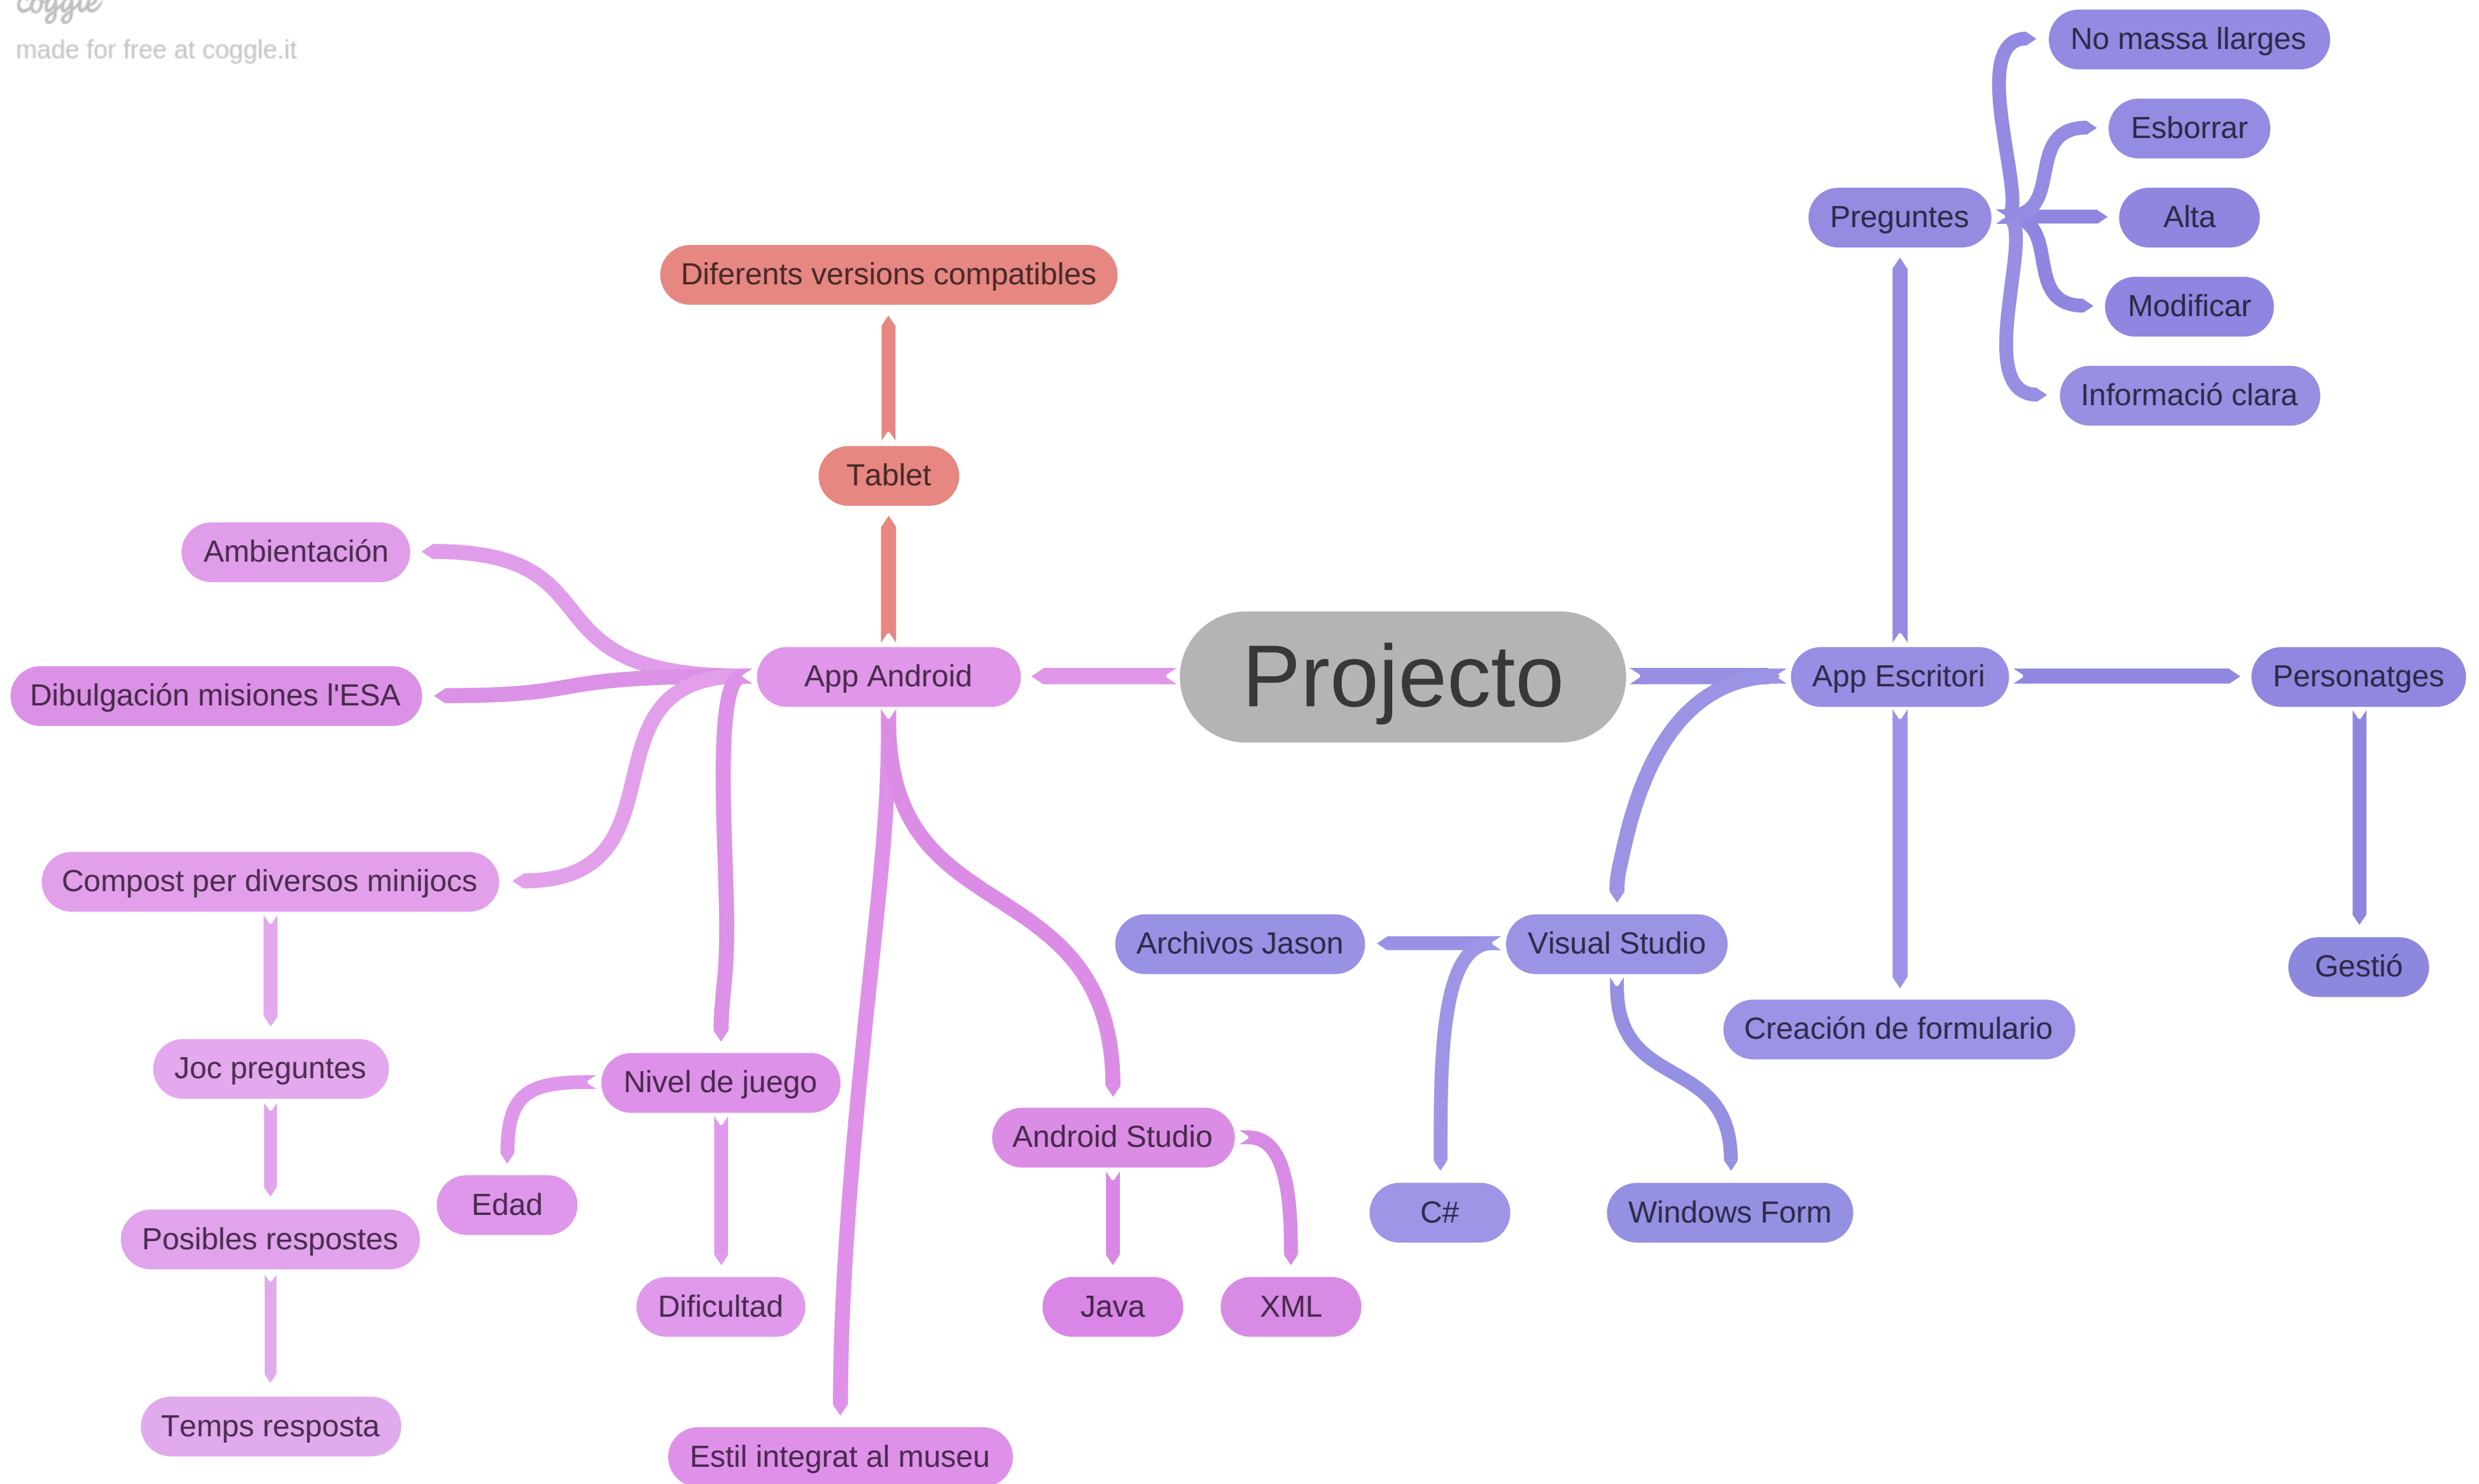 coggle
made for free at coggle.it
No massa llarges
Esborrar
Alta
Modificar
Informació clara
Preguntes
Diferents versions compatibles
Tablet
Ambientación
Dibulgación misiones l'ESA
App Android
Projecto
App Escritori
Personatges
Compost per diversos minijocs
Archivos Jason
Visual Studio
Gestió
Creación de formulario
Joc preguntes
Nivel de juego
Android Studio
Edad
C#
Windows Form
Posibles respostes
Dificultad
Java
XML
Temps resposta
Estil integrat al museu